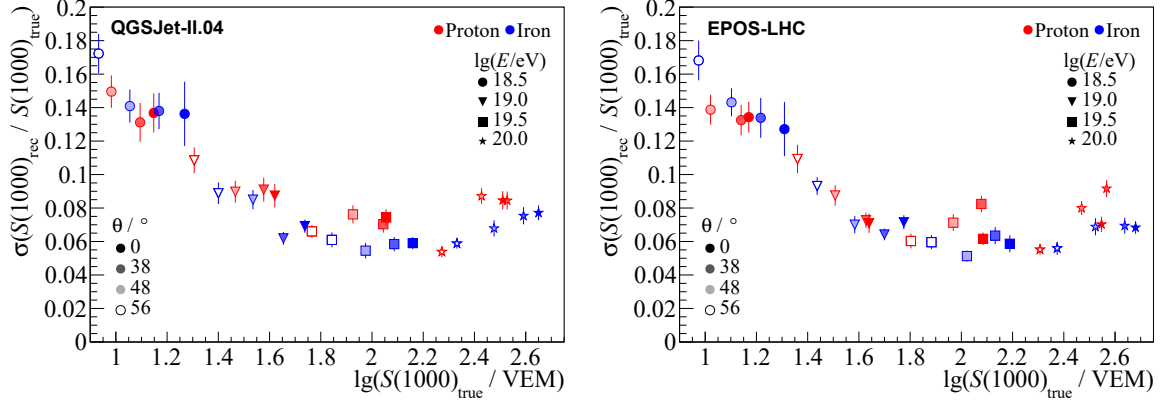 QGSJet-II.04
Proton Iron
lg(E/eV)
18.5
19.0
19.5
20.0
θ / °
0
38
48
56
0.2
0.18
0.16
0.14
0.12
0.1
0.08
0.06
0.04
0.02
0
σ(S(1000)rec / S(1000)true)
1 1.2 1.4 1.6 1.8 2 2.2 2.4 2.6
lg(S(1000)true / VEM)
EPOS-LHC
Proton Iron
lg(E/eV)
18.5
19.0
19.5
20.0
θ / °
0
38
48
56
0.2
0.18
0.16
0.14
0.12
0.1
0.08
0.06
0.04
0.02
0
σ(S(1000)rec / S(1000)true)
1 1.2 1.4 1.6 1.8 2 2.2 2.4 2.6
lg(S(1000)true / VEM)